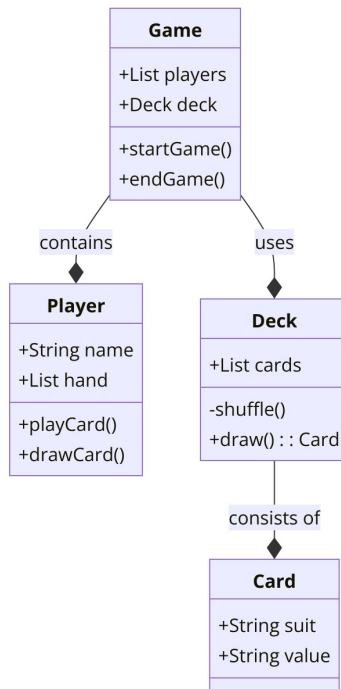 Game
+List players
+Deck deck
+startGame()
+endGame()
contains
uses
Player
+String name
+List hand
+playCard()
+drawCard()
Deck
+List cards
-shuffle()
+draw() : : Card
consists of
Card
+String suit
+String value